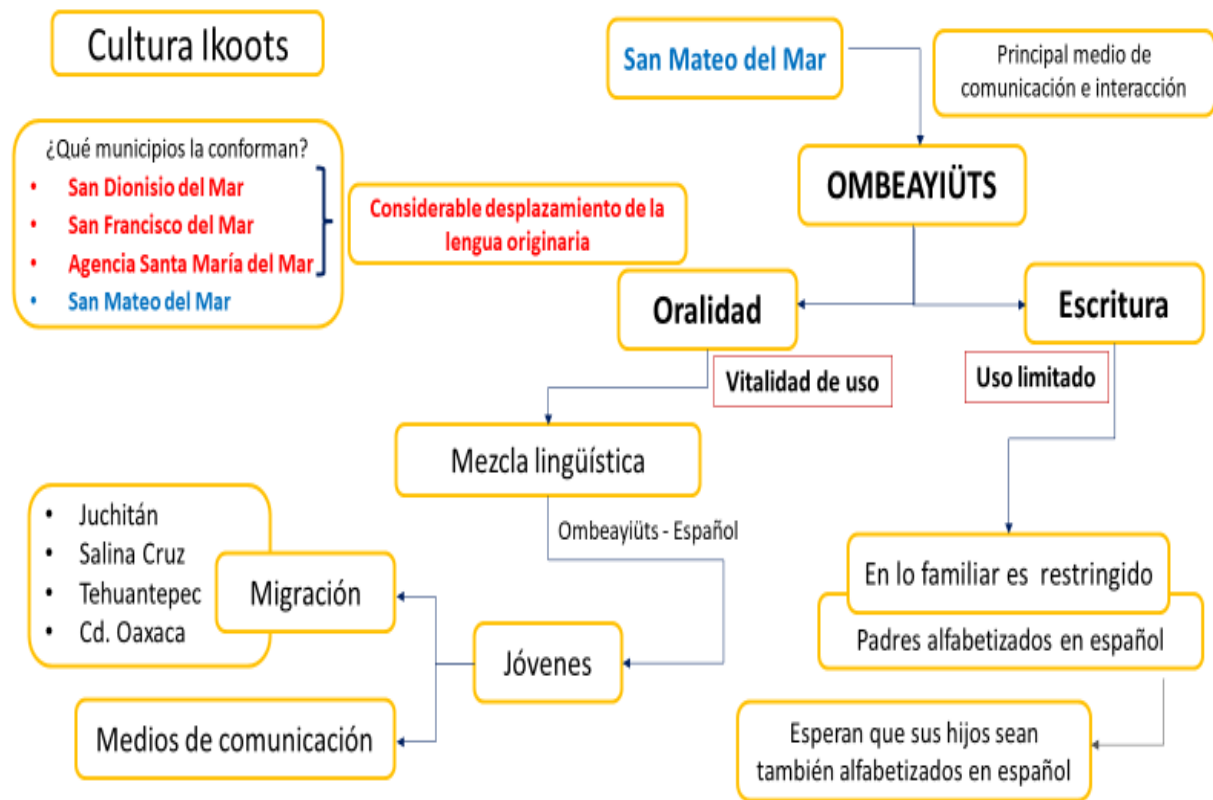 Cultura Ikoots
¿Qué municipios la conforman?
• San Dionisio del Mar
• San Francisco del Mar
• Agencia Santa María del Mar
• San Mateo del Mar
Considerable desplazamiento de la
lengua originaria
San Mateo del Mar
Principal medio de
comunicación e interacción
OMBEAYIÜTS
Oralidad
Escritura
Vitalidad de uso
Uso limitado
Mezcla lingüística
Ombeayiüts - Español
• Juchitán
• Salina Cruz
• Tehuantepec
• Cd. Oaxaca
Migración
Jóvenes
Medios de comunicación
En lo familiar es restringido
Padres alfabetizados en español
Esperan que sus hijos sean
también alfabetizados en español